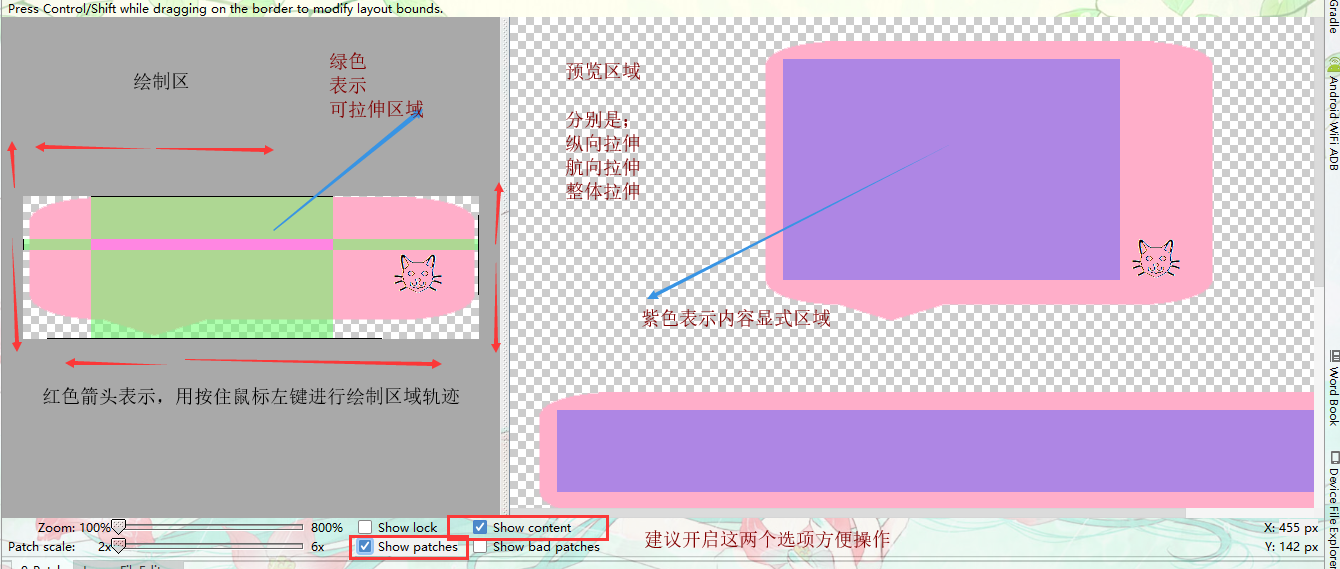 Press Control/Shift while dragging on the border to modify layout bounds.
绘制区
绿色
表示
可拉伸区域
红色箭头表示，用按住鼠标左键进行绘制区域轨迹
预览区域
分别是；
纵向拉伸
航向拉伸
整体拉伸
紫色表示内容显式区域
Zoom: 100% 800% Show lock Show content
Patch scale: 2x 6x Show patches Show bad patches
建议开启这两个选项方便操作
X: 455 px
Y: 142 px
Gradle
Android WiFi ADB
Word Book
Device File Explorer